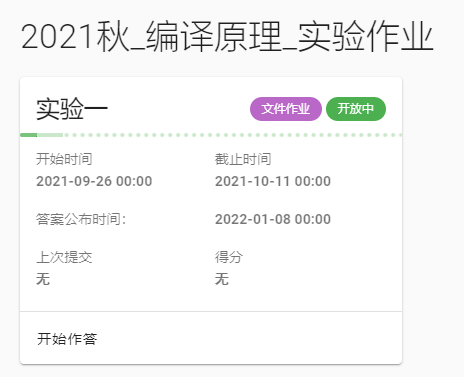 2021秋_编译原理_实验作业
实验一 文件作业 开放中
开始时间 截止时间
2021-09-26 00:00 2021-10-11 00:00
答案公布时间： 2022-01-08 00:00
上次提交 得分
无 无
开始作答